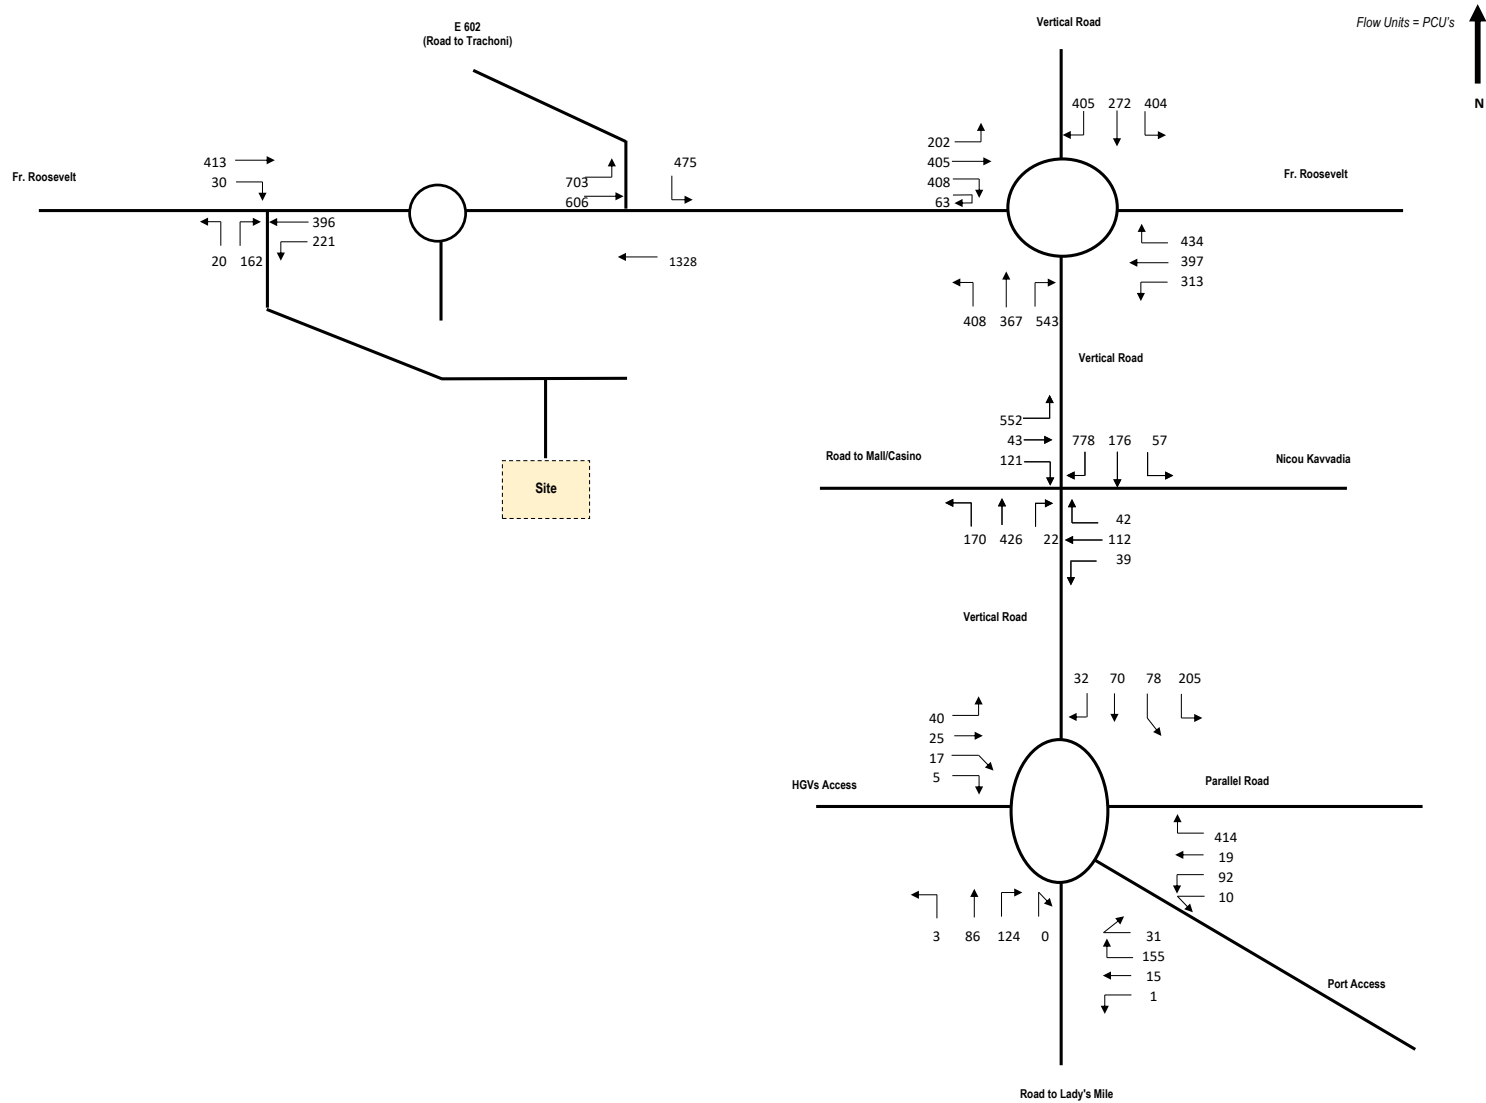 E 602
(Road to Trachoni)
Vertical Road
Flow Units = PCU's
N
405 272 404
202
405
408
63
413
30
Fr. Roosevelt
703
606
475
Fr. Roosevelt
396
221
20 162
1328
434
397
313
408 367 543
Vertical Road
552
43
121
778 176 57
Road to Mall/Casino
Nicou Kavvadia
Site
170 426 22
42
112
39
Vertical Road
32 70 78 205
40
25
17
5
HGVs Access
Parallel Road
414
19
92
10
3 86 124 0
31
155
15
1
Port Access
Road to Lady's Mile